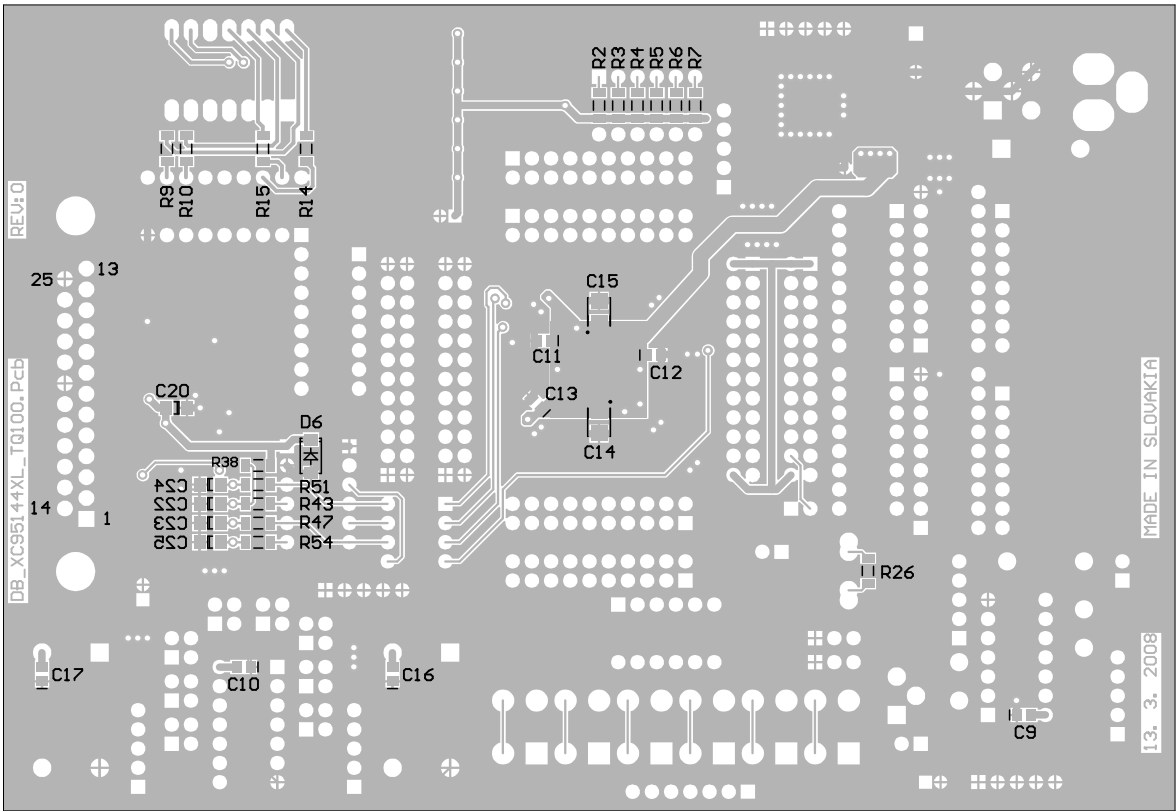 R2
R3
R4
R5
R6
R7
R9
R10
R15
R14
REV:0
13
25
C15
C11
C12
C13
C20
D6
C14
R38
C24
R51
C22
R43
C23
R47
C25
R54
14
1
DB_XC95144XL_TQ100.Pcb
MADE IN SLOVAKIA
R26
C17
C10
C16
C9
13. 3. 2008